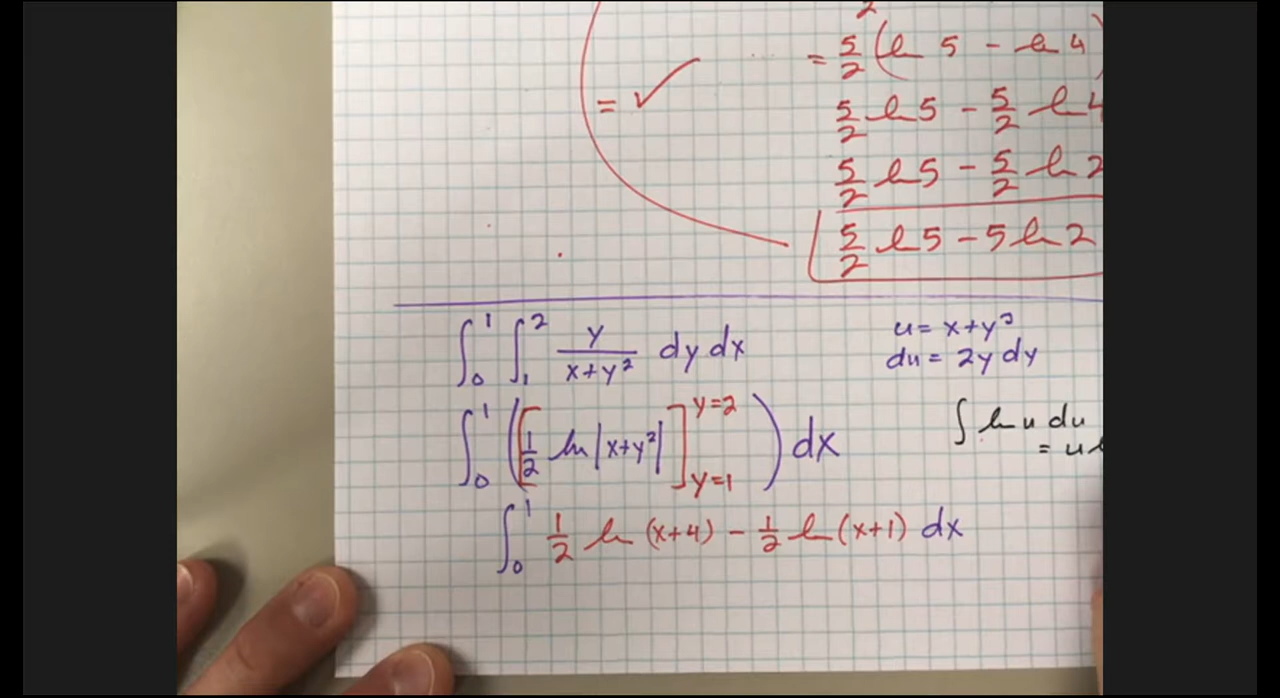 2
= 5/2 (ln 5 - ln 4)
= ✓
5/2 ln 5 - 5/2 ln 4
5/2 ln 5 - 5/2 ln 2
5/2 ln 5 - 5 ln 2
∫₀¹ ∫₁² y/(x+y²) dy dx
u = x+y²
du = 2y dy
∫₀¹ ([1/2 ln|x+y²|]_{y=1}^{y=2}) dx
∫ ln u du
= u
∫₀¹ 1/2 ln (x+4) - 1/2 ln (x+1) dx